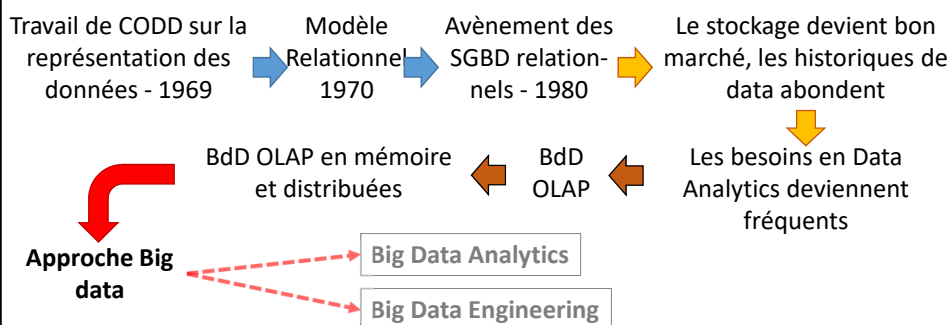 Travail de CODD sur la
représentation des
données - 1969
Modèle
Relationnel
1970
Avènement des
SGBD relation-
nels - 1980
Le stockage devient bon
marché, les historiques de
data abondent
Les besoins en Data
Analytics deviennent
fréquents
BdD
OLAP
BdD OLAP en mémoire
et distribuées
Approche Big
data
Big Data Analytics
Big Data Engineering